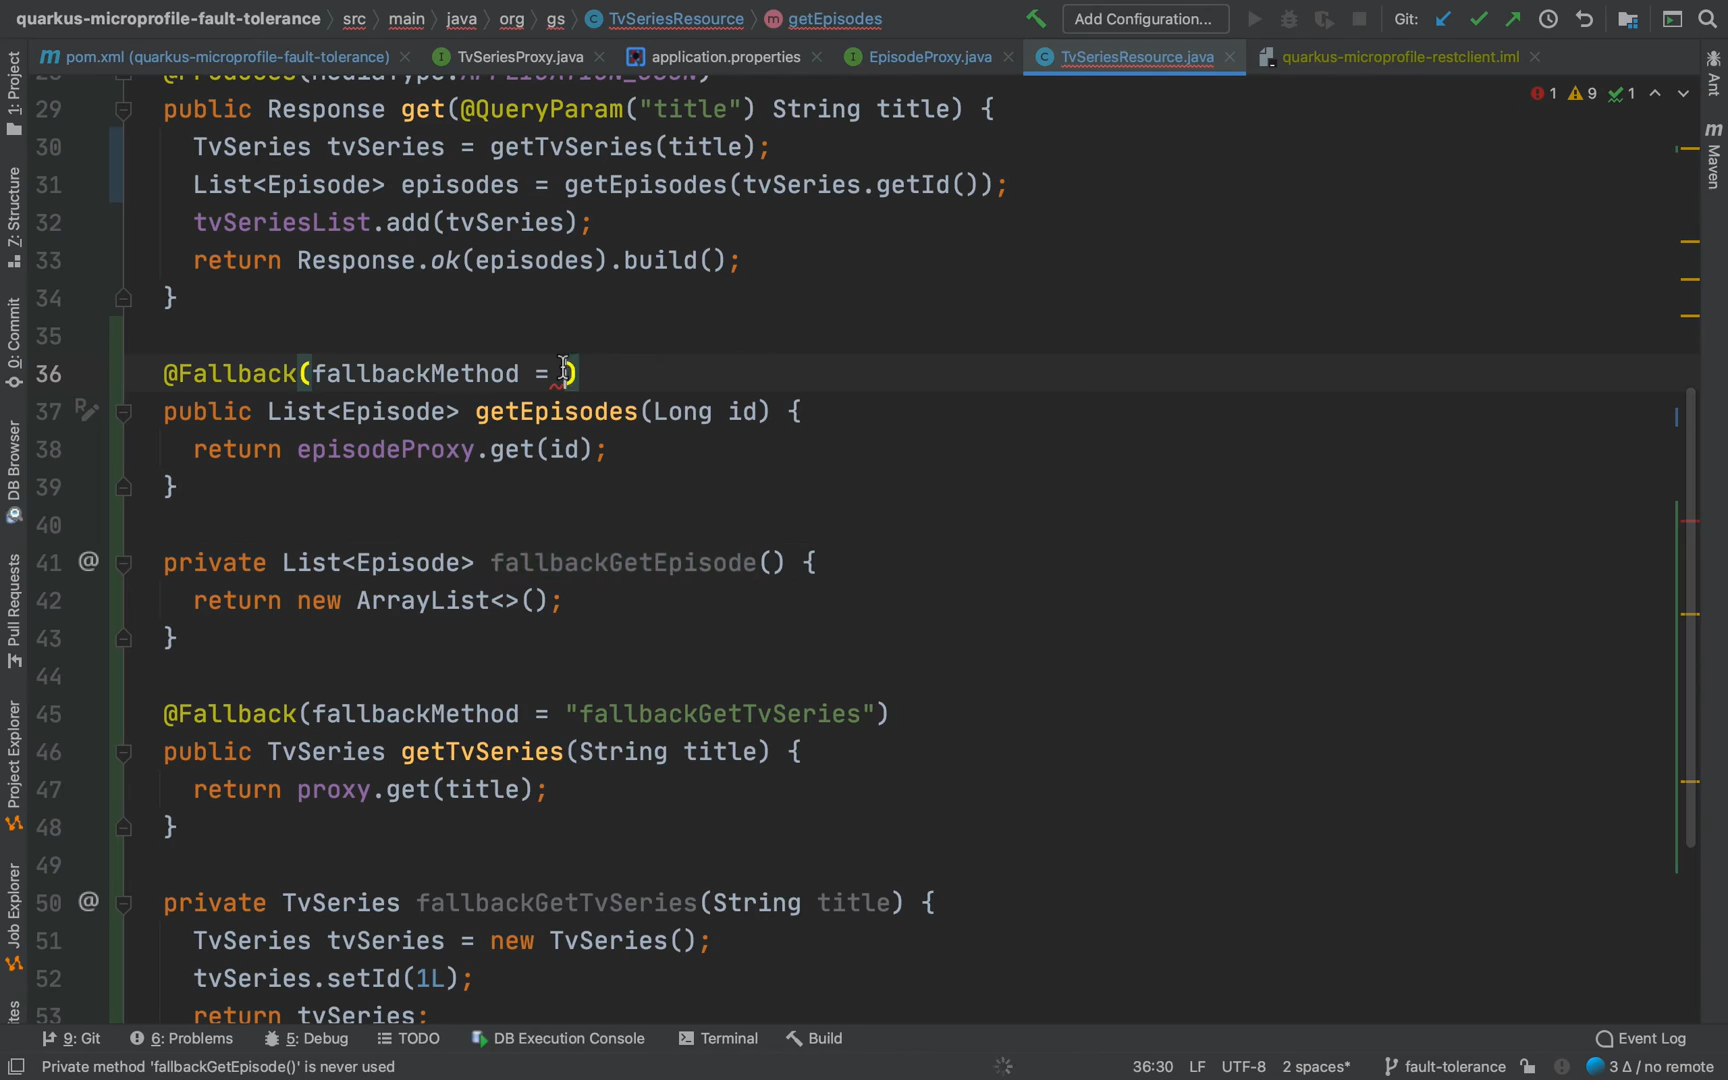 quarkus-microprofile-fault-tolerance src main java org gs TvSeriesResource getEpisodes Add Configuration... Git:
pom.xml (quarkus-microprofile-fault-tolerance) TvSeriesProxy.java application.properties EpisodeProxy.java TvSeriesResource.java quarkus-microprofile-restclient.iml
28 @Produces(MediaType.APPLICATION_JSON)
29 public Response get(@QueryParam("title") String title) {
30 TvSeries tvSeries = getTvSeries(title);
31 List<Episode> episodes = getEpisodes(tvSeries.getId());
32 tvSeriesList.add(tvSeries);
33 return Response.ok(episodes).build();
34 }
35
36 @Fallback(fallbackMethod = )
37 public List<Episode> getEpisodes(Long id) {
38 return episodeProxy.get(id);
39 }
40
41 private List<Episode> fallbackGetEpisode() {
42 return new ArrayList<>();
43 }
44
45 @Fallback(fallbackMethod = "fallbackGetTvSeries")
46 public TvSeries getTvSeries(String title) {
47 return proxy.get(title);
48 }
49
50 private TvSeries fallbackGetTvSeries(String title) {
51 TvSeries tvSeries = new TvSeries();
52 tvSeries.setId(1L);
53 return tvSeries;
1 9 1
1: Project
7: Structure
0: Commit
DB Browser
Pull Requests
Project Explorer
Job Explorer
Ant
Maven
9: Git 6: Problems 5: Debug TODO DB Execution Console Terminal Build Event Log
Private method 'fallbackGetEpisode()' is never used 36:30 LF UTF-8 2 spaces* fault-tolerance 3 Δ / no remote